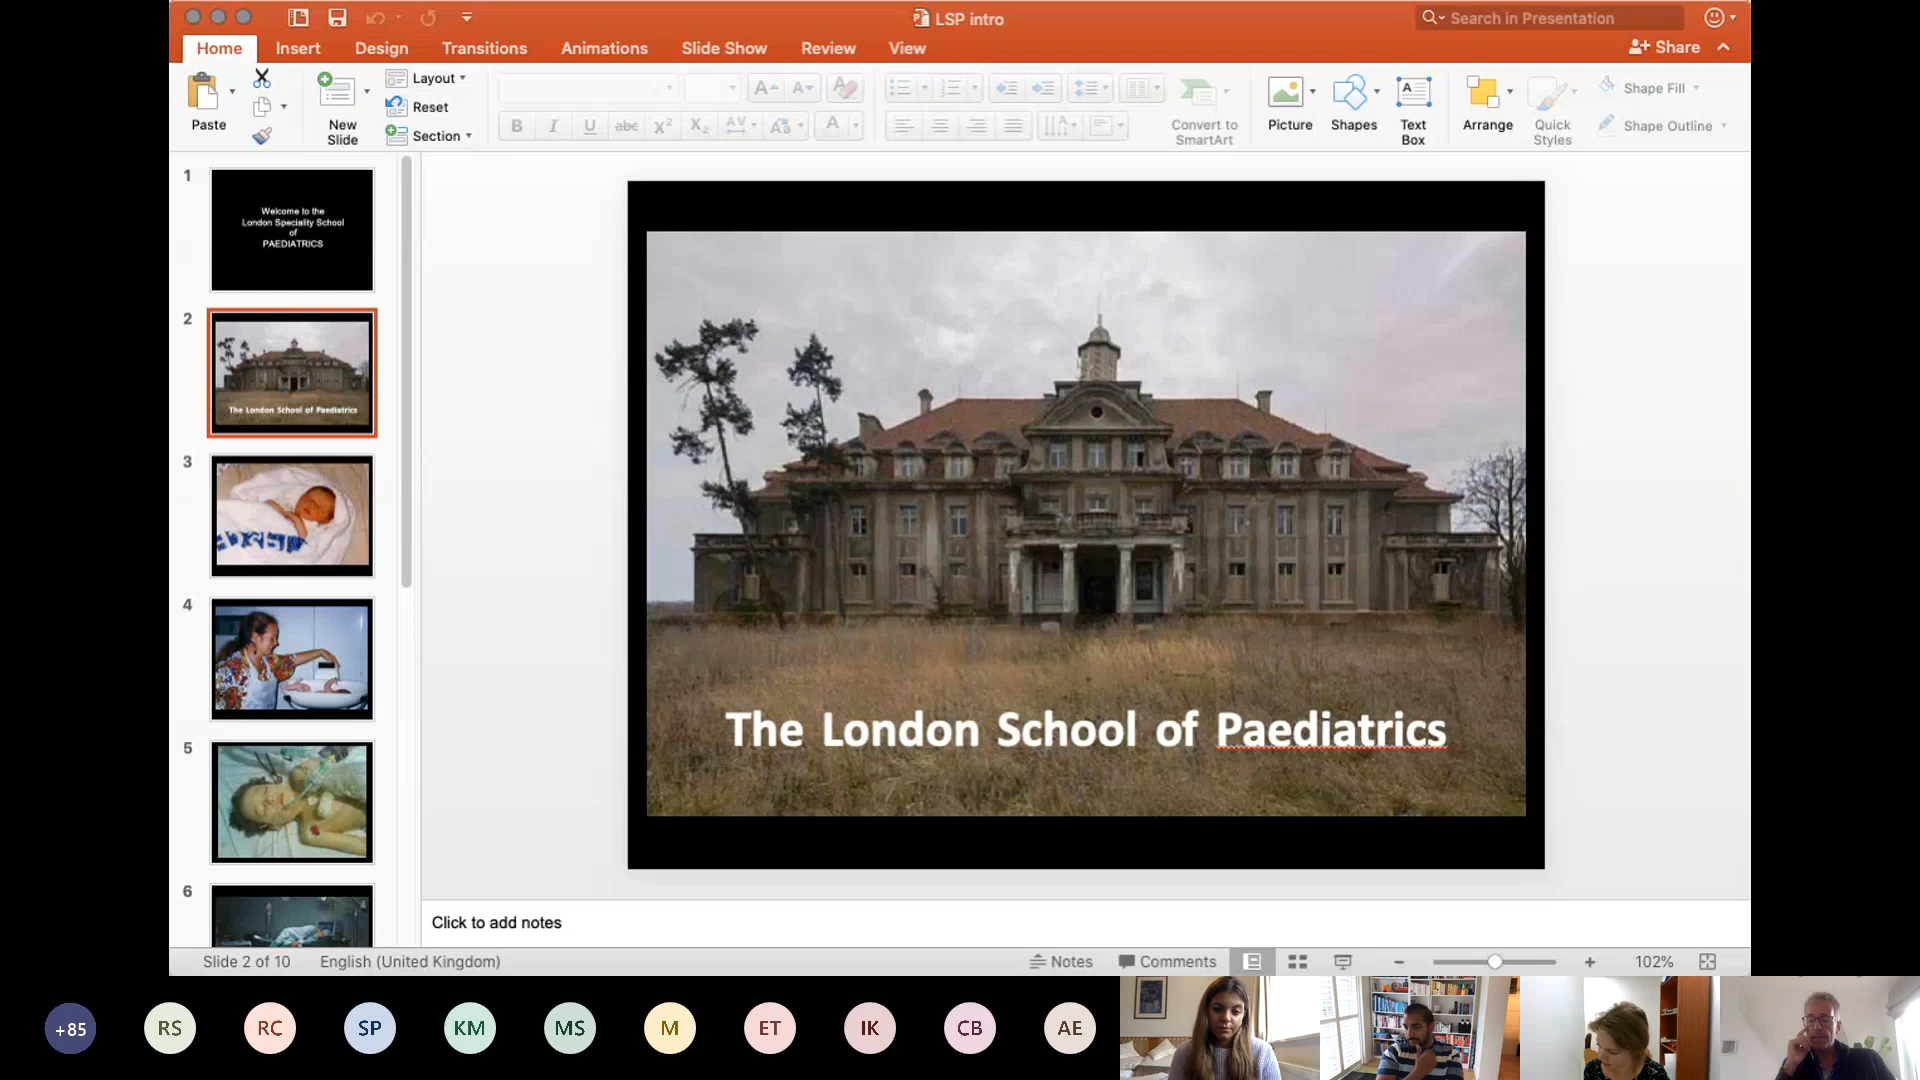 LSP intro
Search in Presentation
Home
Insert
Design
Transitions
Animations
Slide Show
Review
View
Share
Paste
New
Slide
Layout
Reset
Section
Convert to
SmartArt
Picture
Shapes
Text
Box
Arrange
Quick
Styles
Shape Fill
Shape Outline
1
Welcome to the
London Speciality School
of
PAEDIATRICS
2
The London School of Paediatrics
3
4
5
6
The London School of Paediatrics
Click to add notes
Slide 2 of 10
English (United Kingdom)
Notes
Comments
102%
+85
RS
RC
SP
KM
MS
M
ET
IK
CB
AE